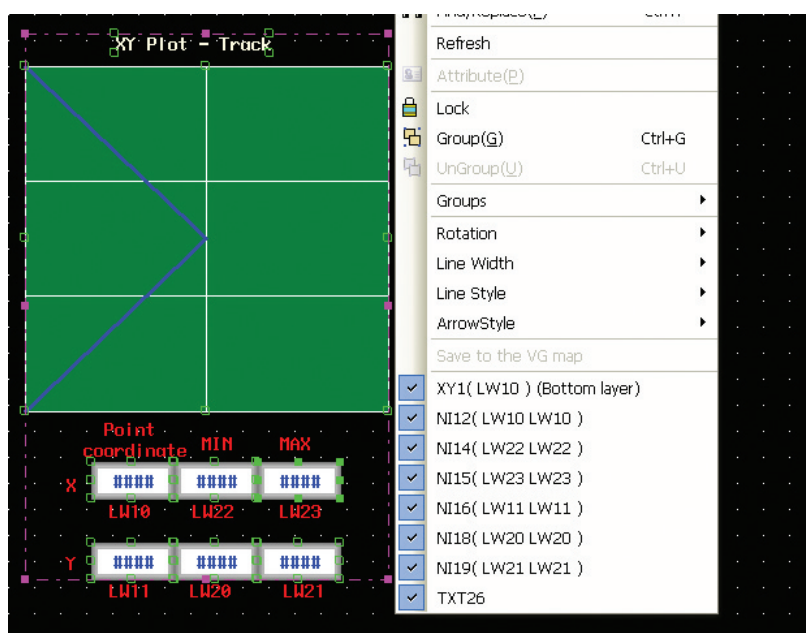 XY Plot - Track
Point
coordinate
MIN
MAX
X
####
####
####
LW10
LW22
LW23
Y
####
####
####
LW11
LW20
LW21
Refresh
Attribute(P)
Lock
Group(G) Ctrl+G
UnGroup(U) Ctrl+U
Groups
Rotation
Line Width
Line Style
ArrowStyle
Save to the VG map
XY1( LW10 ) (Bottom layer)
NI12( LW10 LW10 )
NI14( LW22 LW22 )
NI15( LW23 LW23 )
NI16( LW11 LW11 )
NI18( LW20 LW20 )
NI19( LW21 LW21 )
TXT26